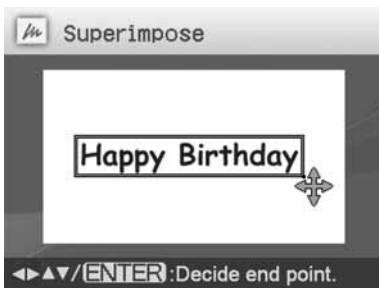 Superimpose
Happy Birthday
◄►▲▼/ENTER:Decide end point.